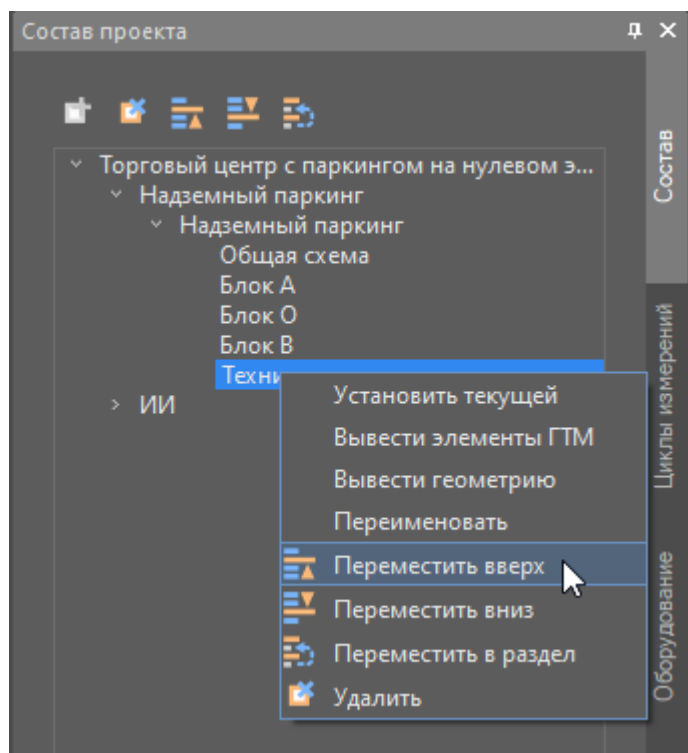 Состав проекта
Торговый центр с паркингом на нулевом э...
Надземный паркинг
Надземный паркинг
Общая схема
Блок А
Блок О
Блок В
Техни
ИИ
Установить текущей
Вывести элементы ГТМ
Вывести геометрию
Переименовать
Переместить вверх
Переместить вниз
Переместить в раздел
Удалить
Состав
Циклы измерений
Оборудование